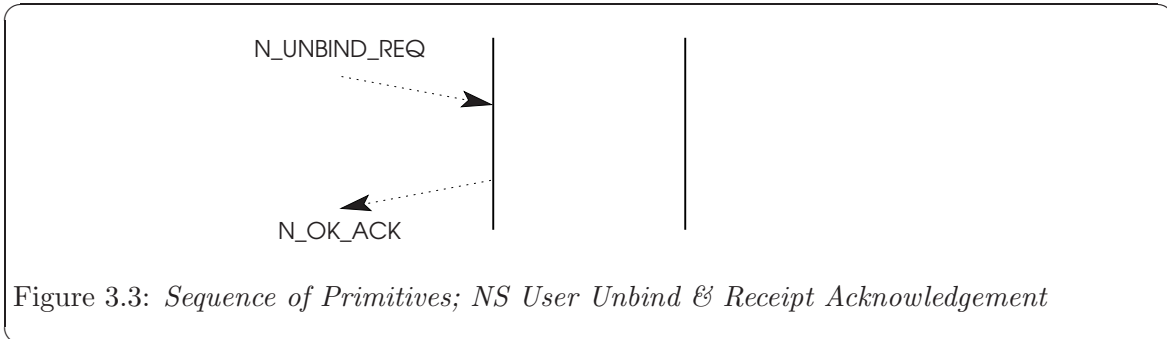 N_UNBIND_REQ
N_OK_ACK
Figure 3.3: Sequence of Primitives; NS User Unbind & Receipt Acknowledgement